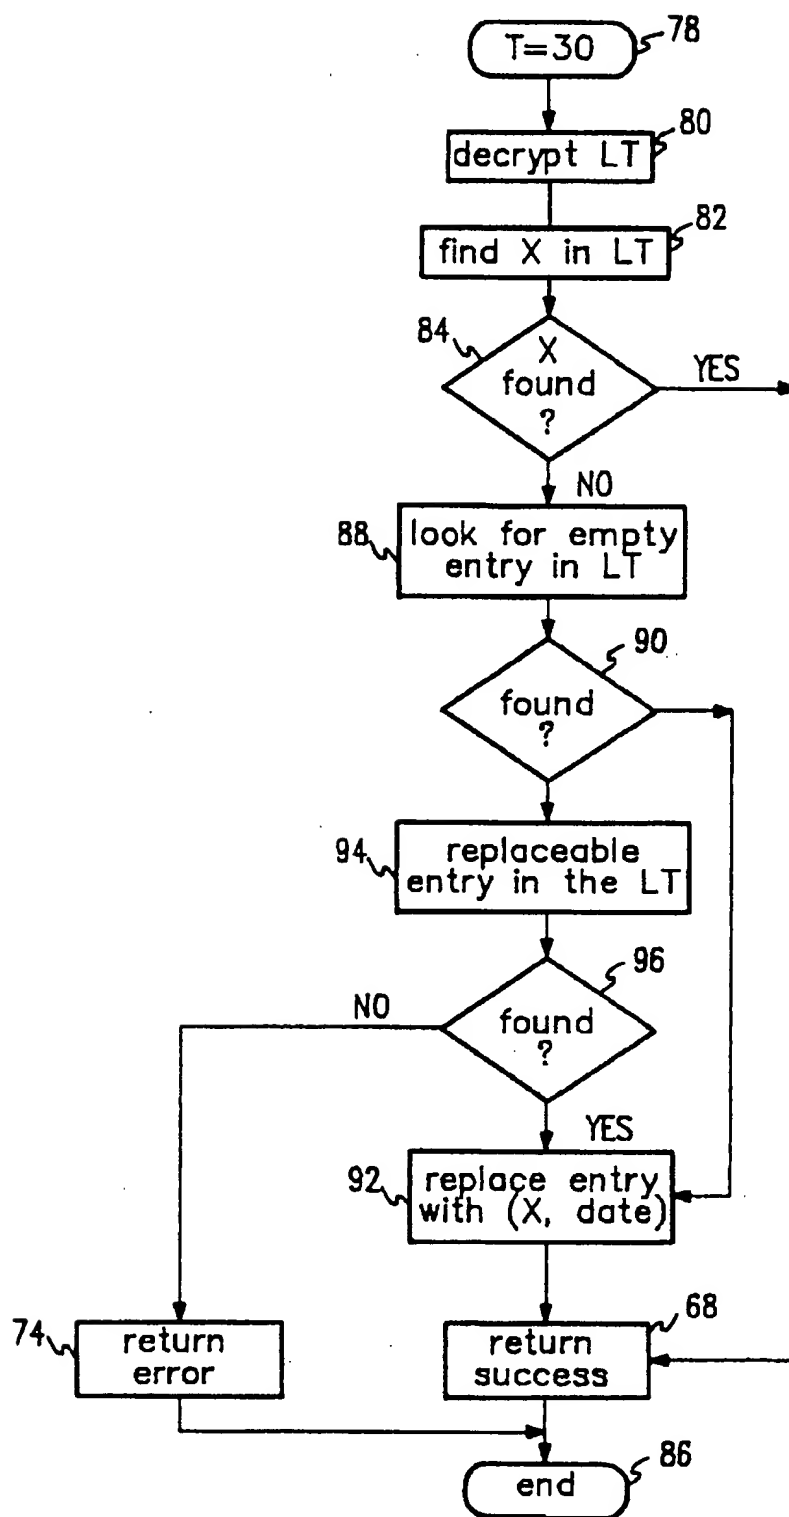 T=30
78
decrypt LT
80
find X in LT
82
84
X
found
?
YES
NO
88
look for empty
entry in LT
90
found
?
94
replaceable
entry in the LT
96
found
?
NO
YES
92
replace entry
with (X, date)
74
return
error
68
return
success
end
86